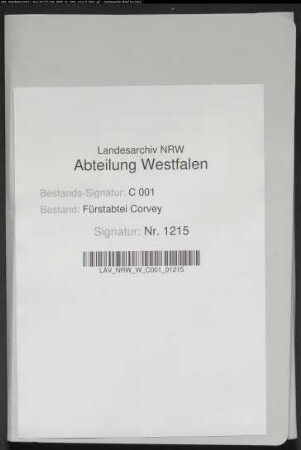 Landesarchiv NRW
Abteilung Westfalen
Bestands-Signatur: C 001
Bestand: Fürstabtei Corvey
Signatur: Nr. 1215
LAV_NRW_W_C001_01215